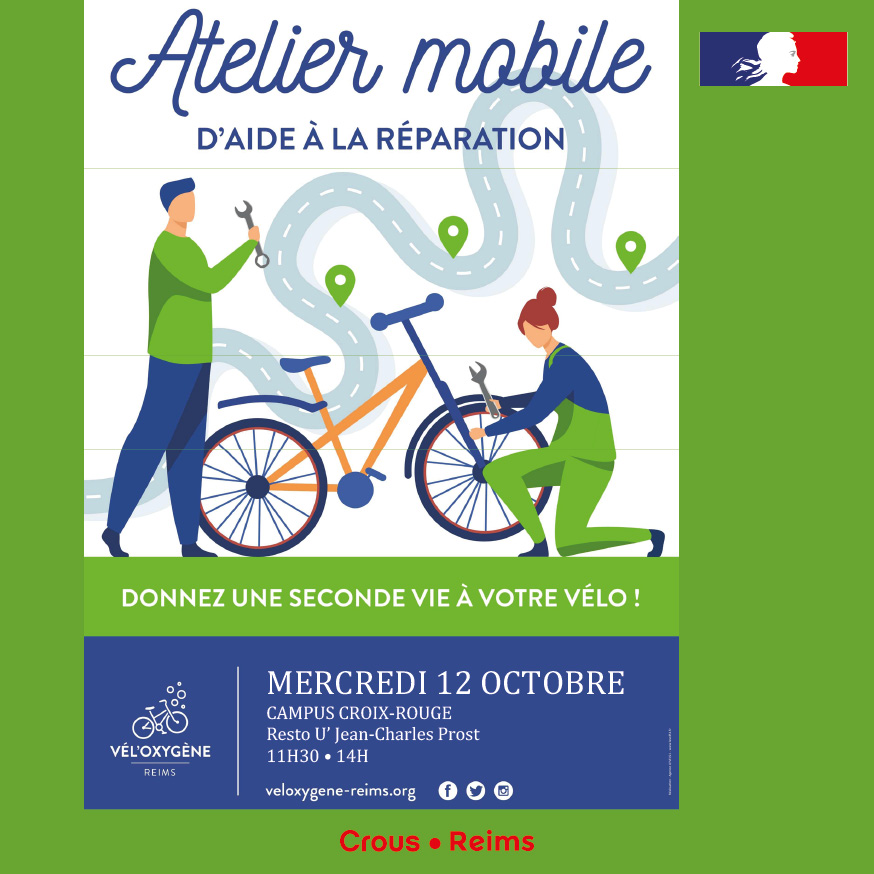 Atelier mobile
D'AIDE À LA RÉPARATION
DONNEZ UNE SECONDE VIE À VOTRE VÉLO !
VÉL'OXYGÈNE
REIMS
MERCREDI 12 OCTOBRE
CAMPUS CROIX-ROUGE
Resto U' Jean-Charles Prost
11H30 • 14H
veloxygene-reims.org
Crous • Reims